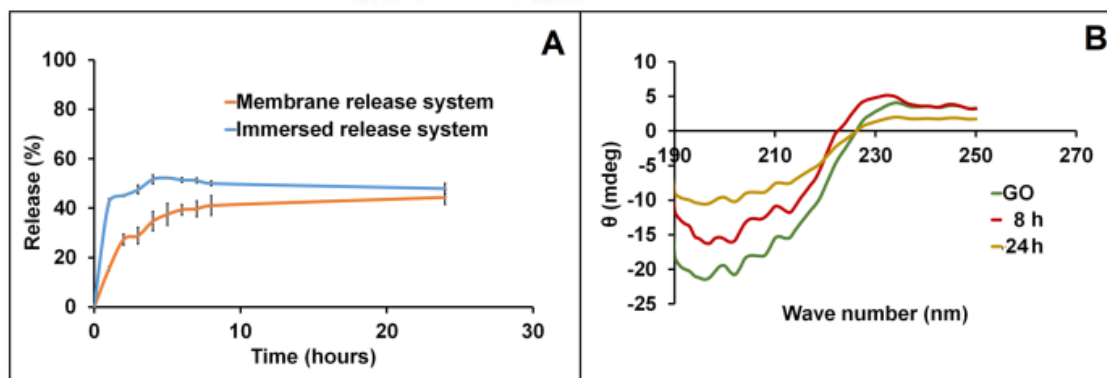 A
100
80
60
40
20
0
0 10 20 30
Release (%)
Time (hours)
Membrane release system
Immersed release system
B
10
5
0
-5
-10
-15
-20
-25
190 210 230 250 270
θ (mdeg)
Wave number (nm)
GO
8 h
24 h